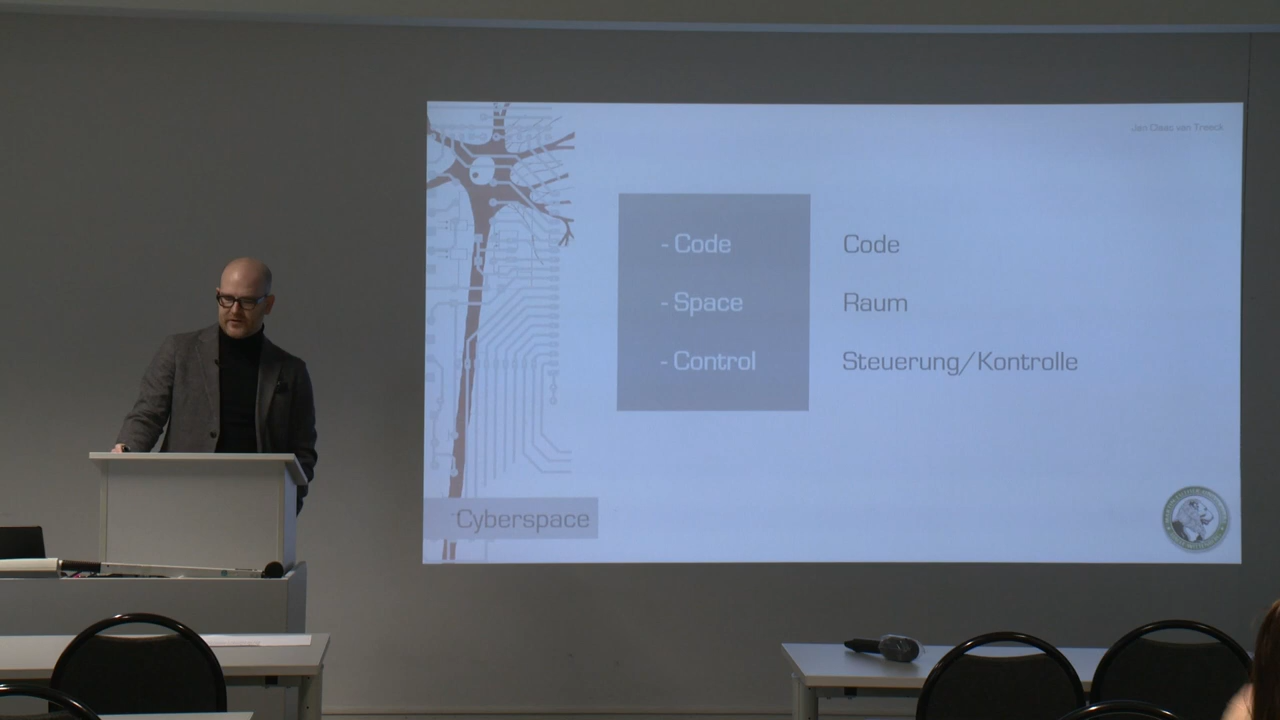 Jan Claas van Treeck
- Code Code
- Space Raum
- Control Steuerung/Kontrolle
Cyberspace